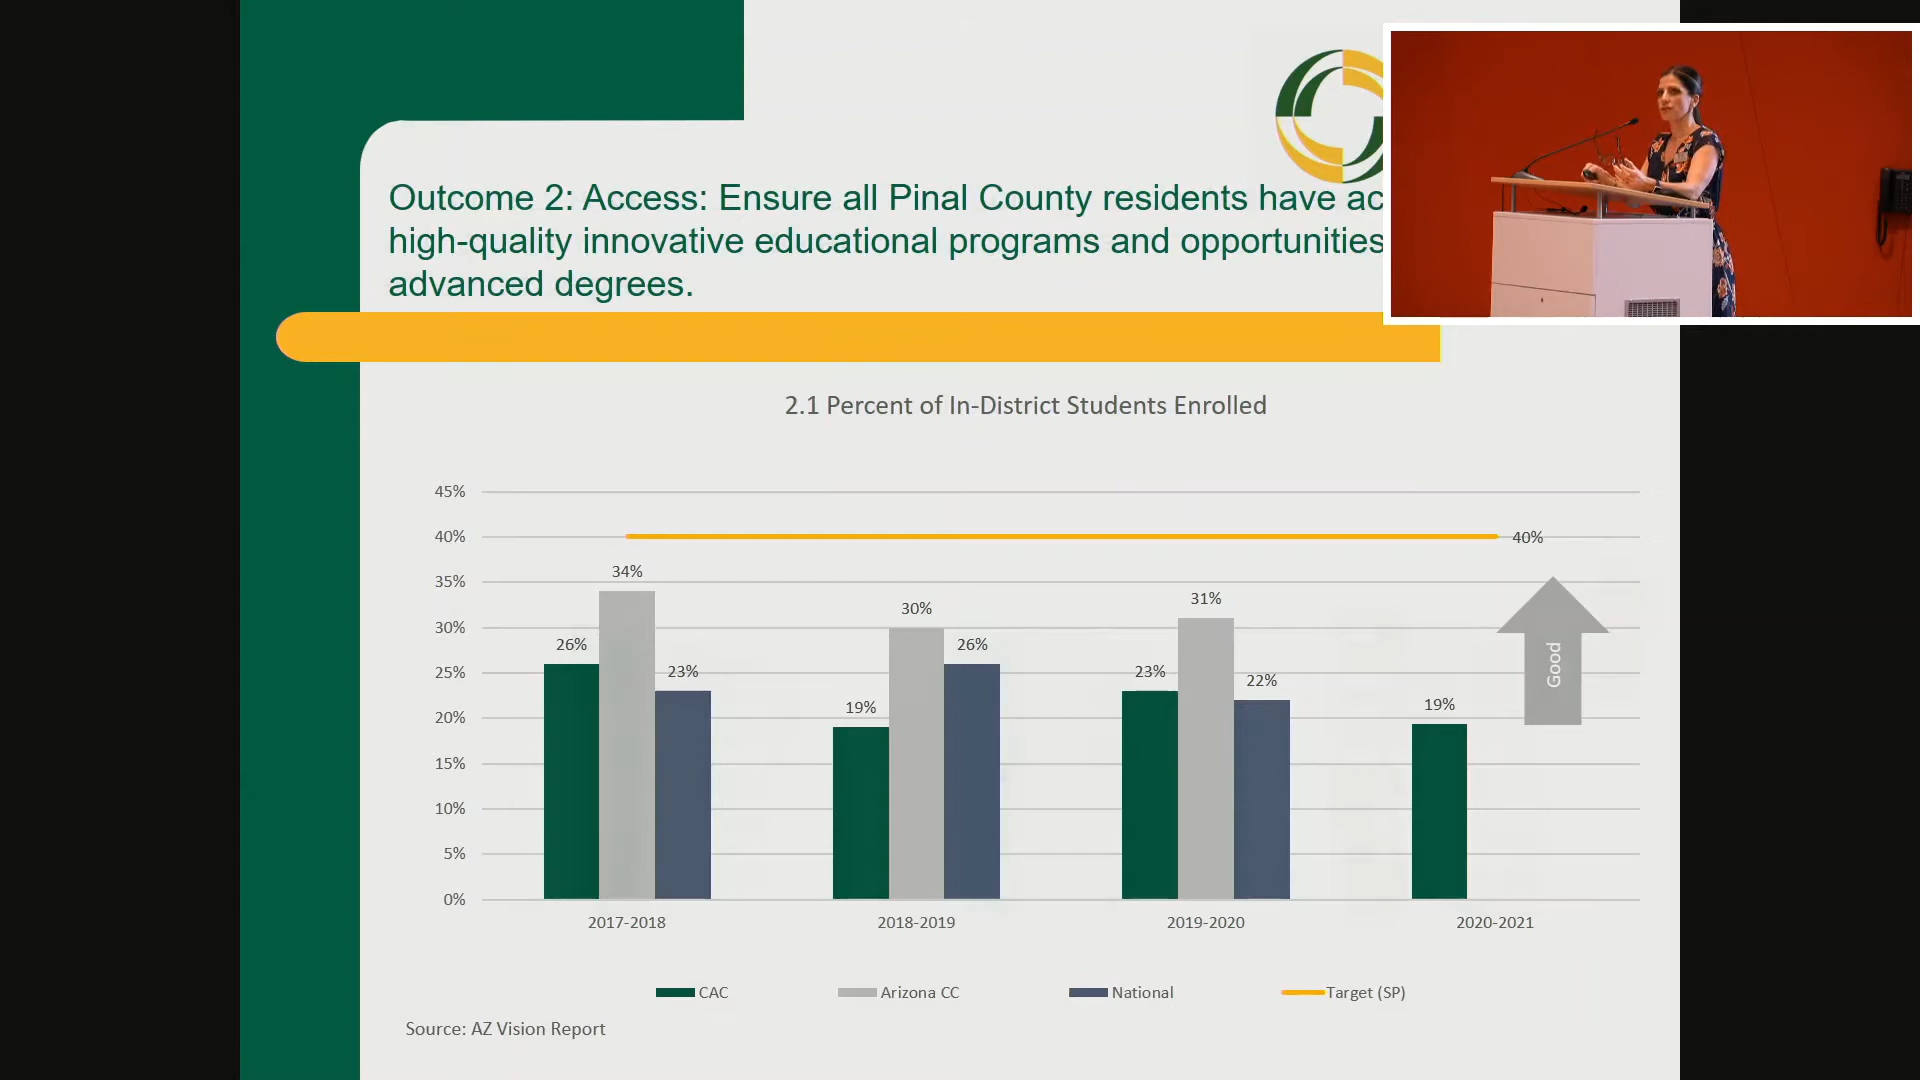 Outcome 2: Access: Ensure all Pinal County residents have
high-quality innovative educational programs and opportunities
advanced degrees.
2.1 Percent of In-District Students Enrolled
45%
40%
40%
35%
34%
30%
31%
30%
26%
26%
25%
23%
23%
22%
20%
19%
19%
15%
10%
5%
0%
Good
2017-2018
2018-2019
2019-2020
2020-2021
CAC
Arizona CC
National
Target (SP)
Source: AZ Vision Report